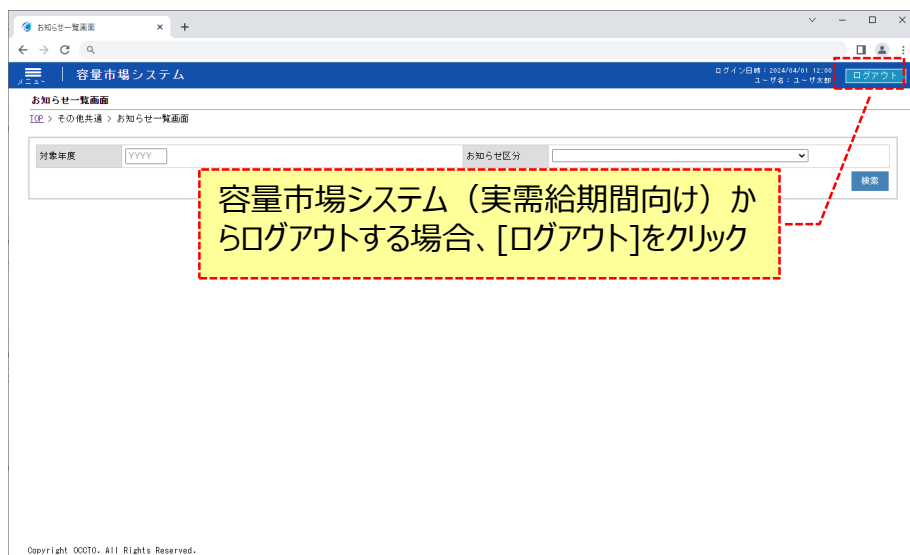 お知らせ一覧画面
メニュー
容量市場システム
ログイン日時：2024/04/01 12:00
ユーザ名：ユーザ太郎
ログアウト
お知らせ一覧画面
TOP > その他共通 > お知らせ一覧画面
対象年度
YYYY
お知らせ区分
検索
容量市場システム（実需給期間向け）か
らログアウトする場合、[ログアウト]をクリック
Copyright OCCTO. All Rights Reserved.